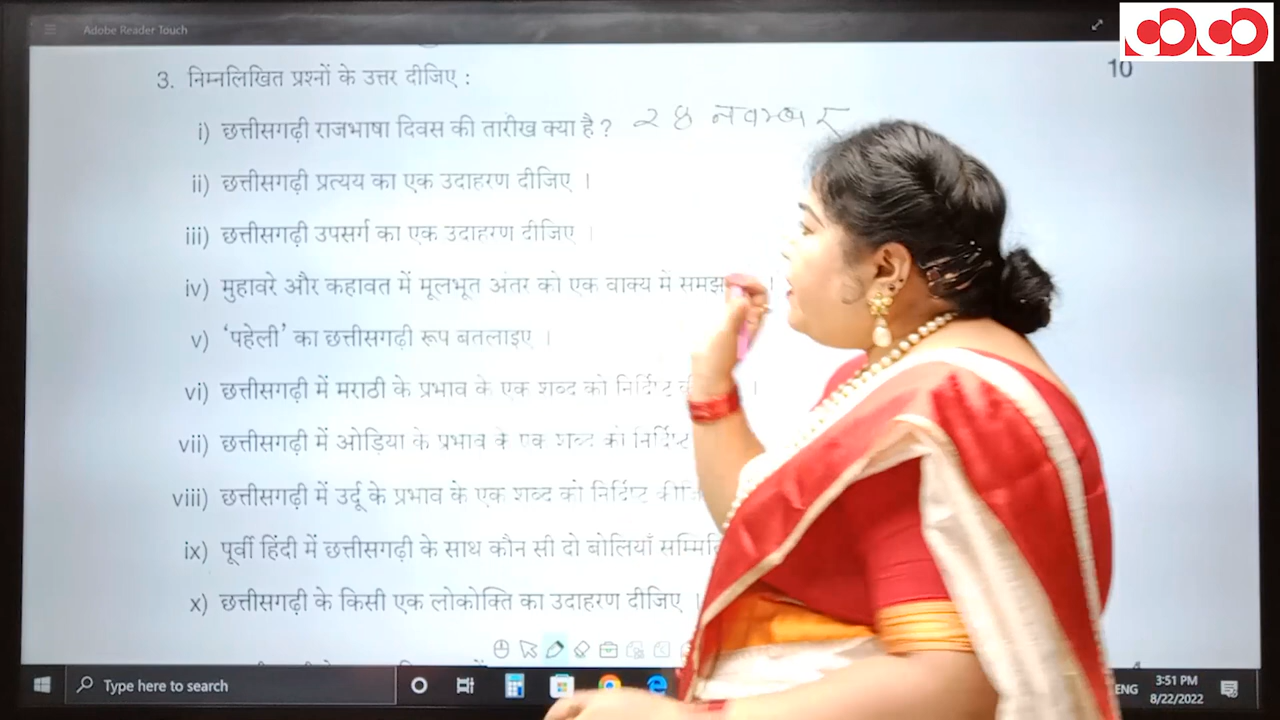 Adobe Reader Touch
10
3. निम्नलिखित प्रश्नों के उत्तर दीजिए :
i) छत्तीसगढ़ी राजभाषा दिवस की तारीख क्या है ? २८ नवम्बर
ii) छत्तीसगढ़ी प्रत्यय का एक उदाहरण दीजिए ।
iii) छत्तीसगढ़ी उपसर्ग का एक उदाहरण दीजिए ।
iv) मुहावरे और कहावत में मूलभूत अंतर को एक वाक्य में
v) 'पहेली' का छत्तीसगढ़ी रूप बतलाइए ।
vi) छत्तीसगढ़ी में मराठी के प्रभाव के एक शब्द को निर्दिष्ट ।
vii) छत्तीसगढ़ी में ओड़िया के प्रभाव के एक शब्द को निर्दिष्ट
viii) छत्तीसगढ़ी में उर्दू के प्रभाव के एक शब्द को निर्दिष्ट
ix) पूर्वी हिंदी में छत्तीसगढ़ी के साथ कौन सी दो बोलियाँ
x) छत्तीसगढ़ी के किसी एक लोकोक्ति का उदाहरण दीजिए ।
Type here to search
ENG
3:51 PM
8/22/2022